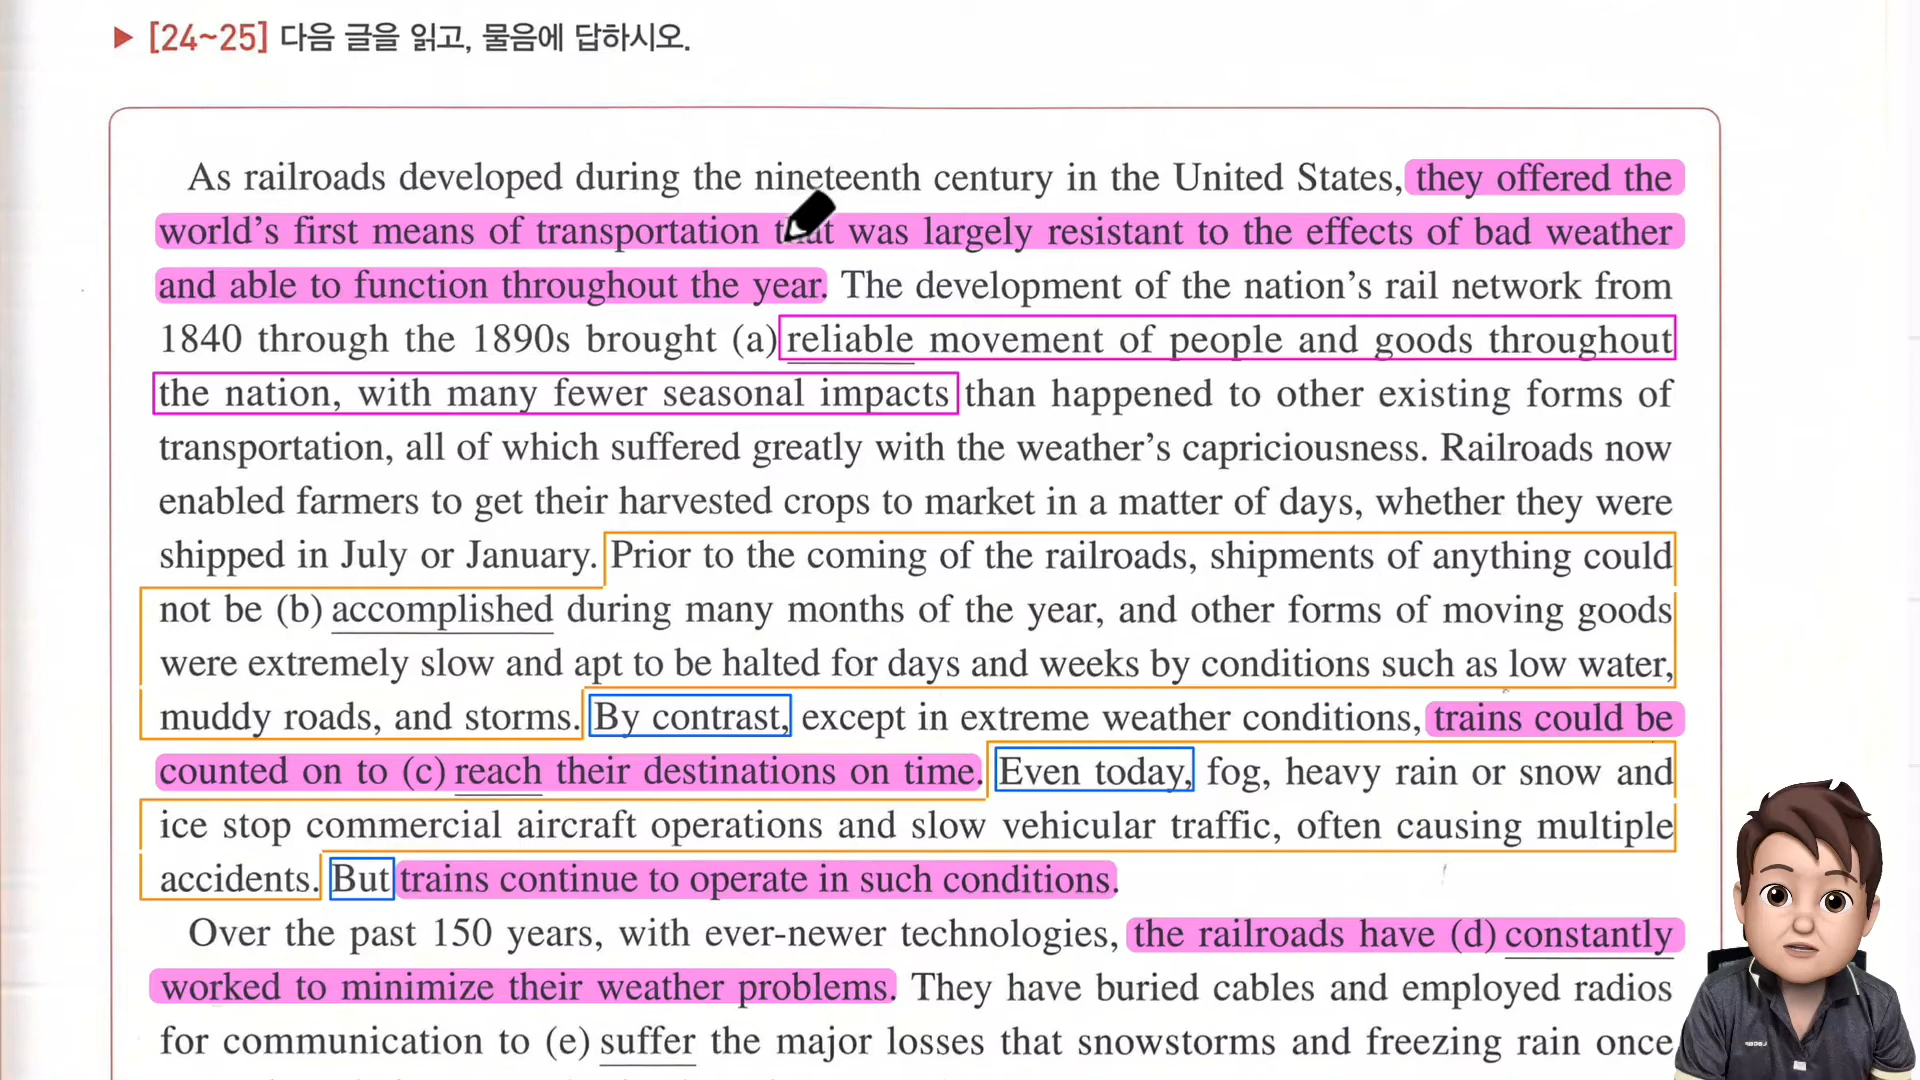 ▶ [24~25] 다음 글을 읽고, 물음에 답하시오.
As railroads developed during the nineteenth century in the United States, they offered the
world's first means of transportation that was largely resistant to the effects of bad weather
and able to function throughout the year. The development of the nation's rail network from
1840 through the 1890s brought (a) reliable movement of people and goods throughout
the nation, with many fewer seasonal impacts than happened to other existing forms of
transportation, all of which suffered greatly with the weather's capriciousness. Railroads now
enabled farmers to get their harvested crops to market in a matter of days, whether they were
shipped in July or January. Prior to the coming of the railroads, shipments of anything could
not be (b) accomplished during many months of the year, and other forms of moving goods
were extremely slow and apt to be halted for days and weeks by conditions such as low water,
muddy roads, and storms. By contrast, except in extreme weather conditions, trains could be
counted on to (c) reach their destinations on time. Even today, fog, heavy rain or snow and
ice stop commercial aircraft operations and slow vehicular traffic, often causing multiple
accidents. But trains continue to operate in such conditions.
Over the past 150 years, with ever-newer technologies, the railroads have (d) constantly
worked to minimize their weather problems. They have buried cables and employed radios
for communication to (e) suffer the major losses that snowstorms and freezing rain once